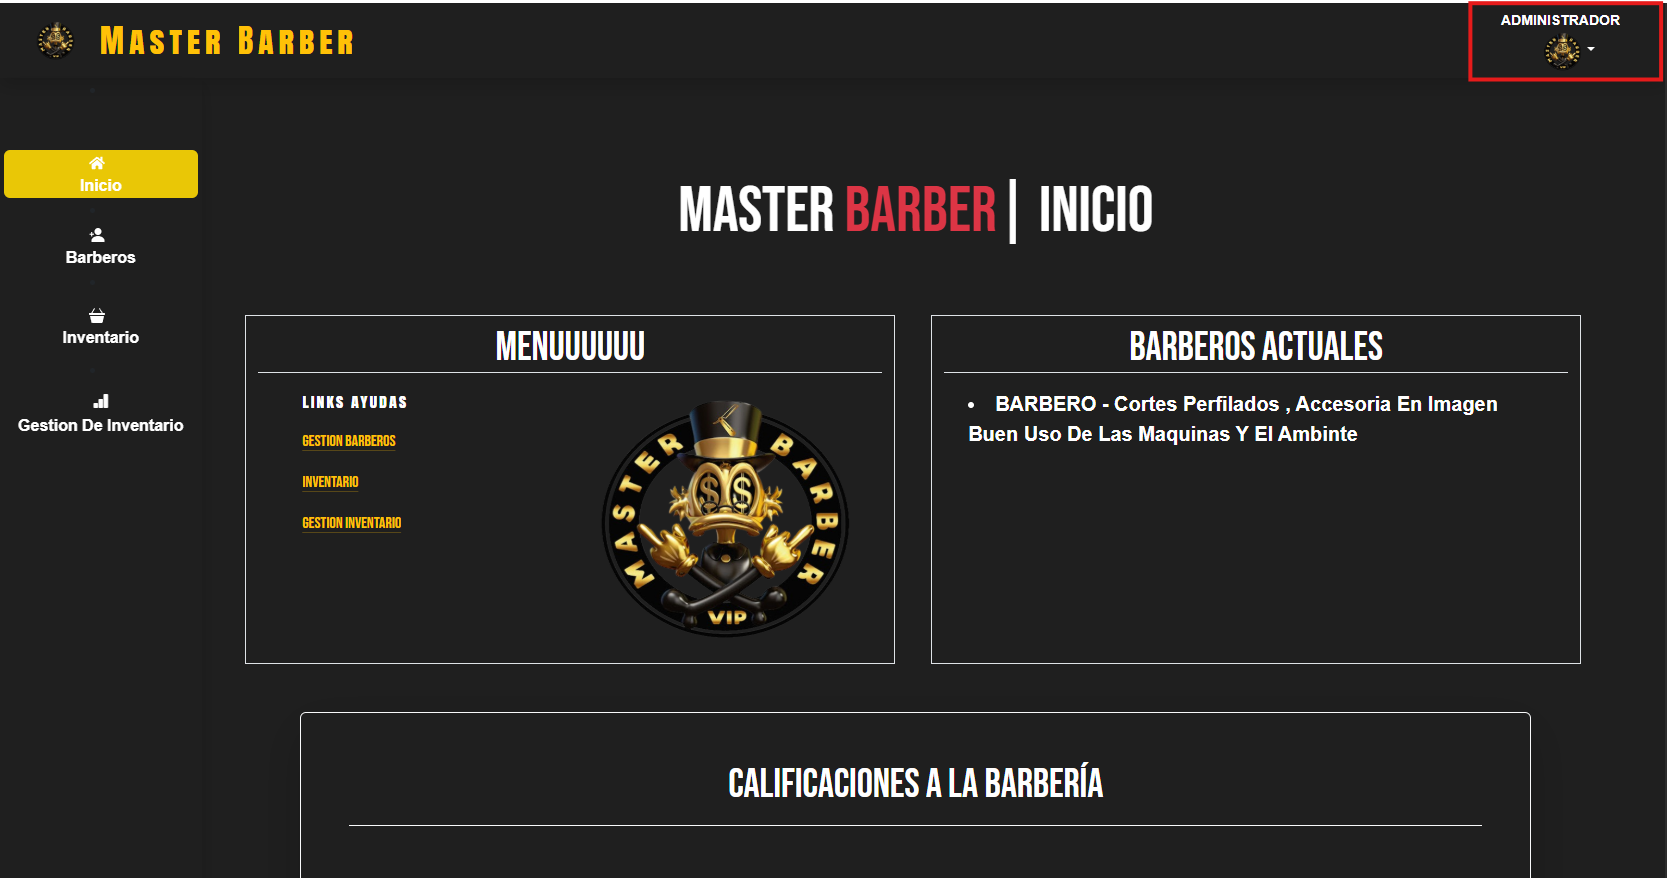 MASTER BARBER
ADMINISTRADOR
Inicio
Barberos
Inventario
Gestion De Inventario
MASTER BARBER | INICIO
MENUUUUUU
LINKS AYUDAS
GESTION BARBEROS
INVENTARIO
GESTION INVENTARIO
MASTER BARBER
VIP
BARBEROS ACTUALES
• BARBERO - Cortes Perfilados , Accesoria En Imagen
Buen Uso De Las Maquinas Y El Ambinte
CALIFICACIONES A LA BARBERÍA